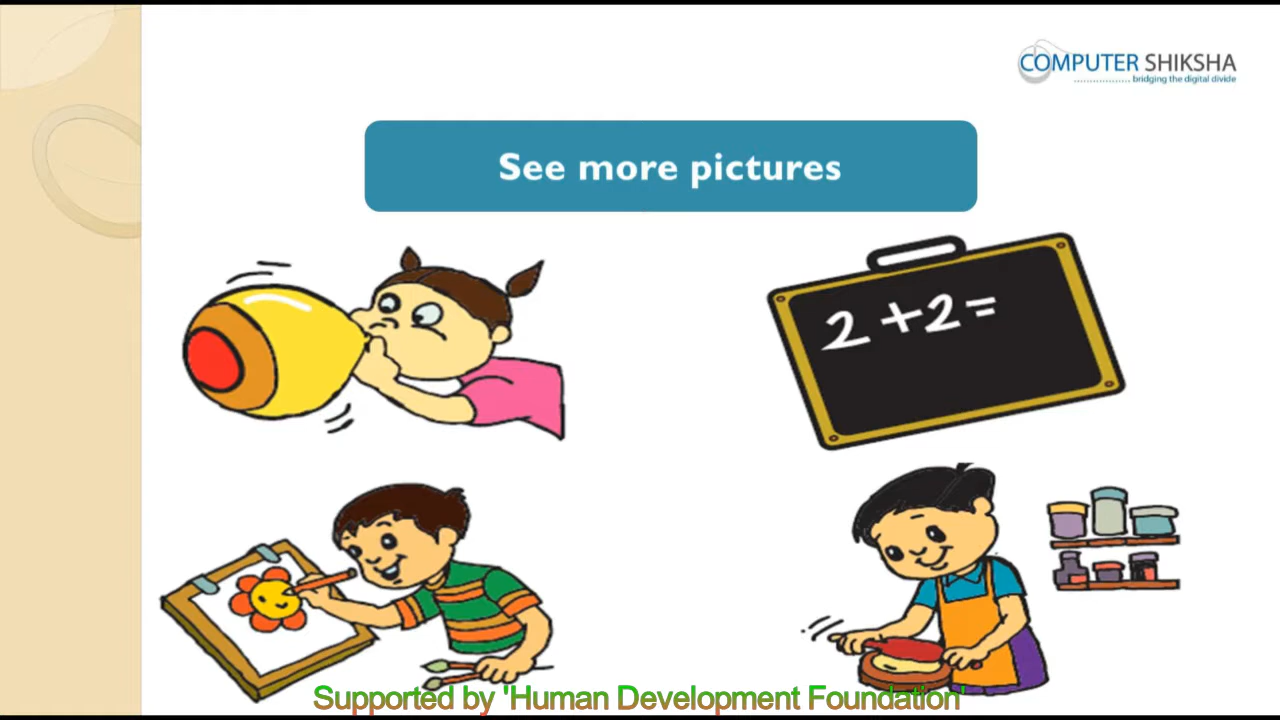 COMPUTER SHIKSHA
bridging the digital divide
See more pictures
2+2=
Supported by 'Human Development Foundation'